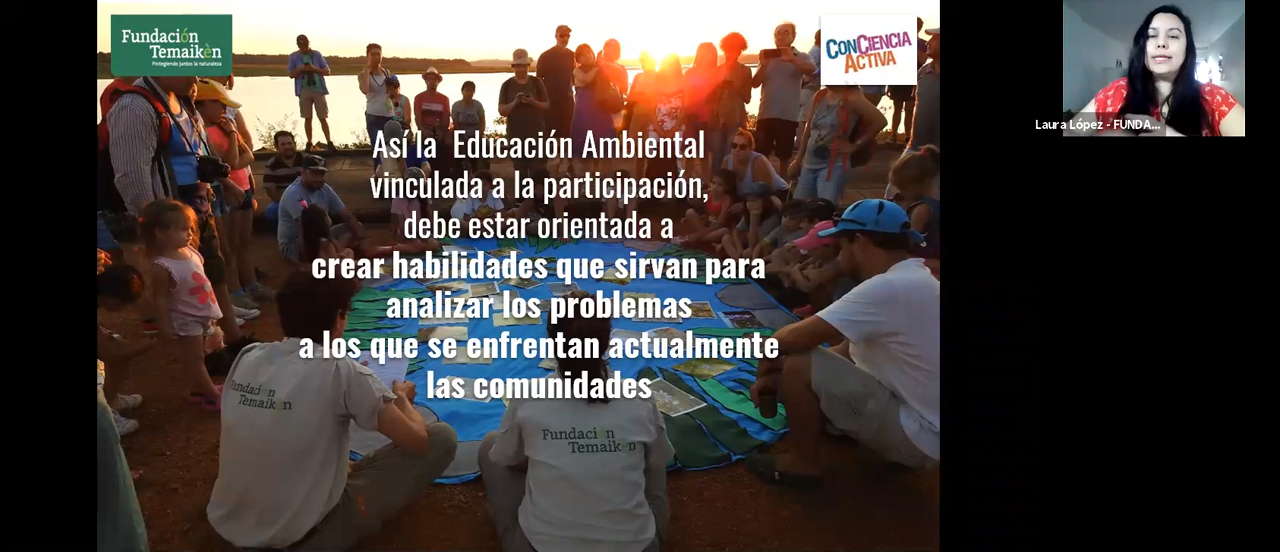 Fundación
Temaikèn
Protegiendo juntos la naturaleza
CONCIENCIA
ACTIVA
Así la Educación Ambiental
vinculada a la participación,
debe estar orientada a
crear habilidades que sirvan para
analizar los problemas
a los que se enfrentan actualmente
las comunidades
Fundación
Temaikèn
Fundación
Temaikèn
Laura López - FUNDA...